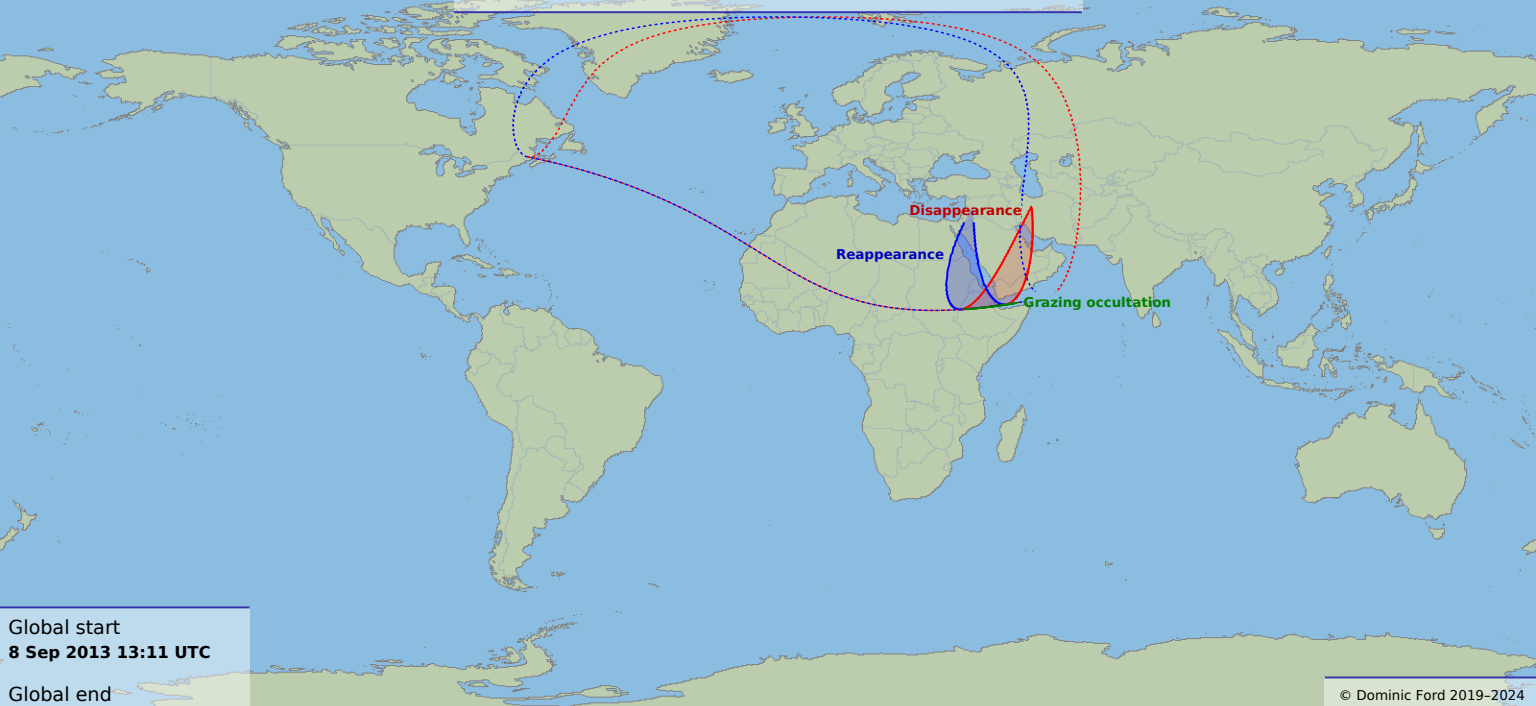 Disappearance
Reappearance
Grazing occultation
Global start
8 Sep 2013 13:11 UTC
Global end
© Dominic Ford 2019–2024